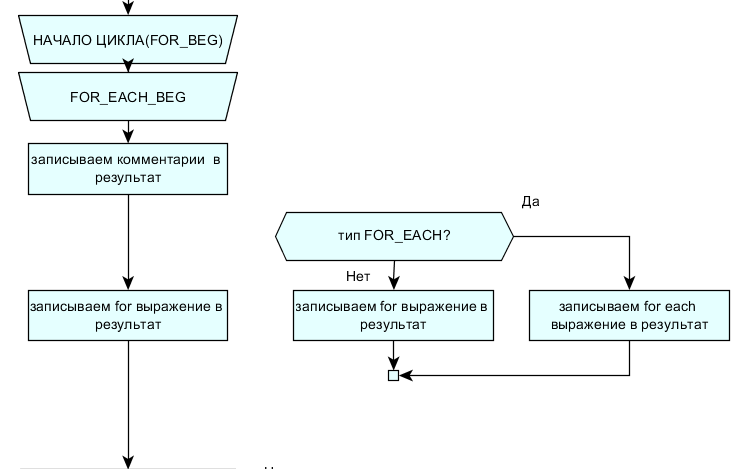 НАЧАЛО ЦИКЛА(FOR_BEG)
FOR_EACH_BEG
записываем комментарии в
результат
Да
тип FOR_EACH?
Нет
записываем for выражение в
результат
записываем for выражение в
результат
записываем for each
выражение в результат